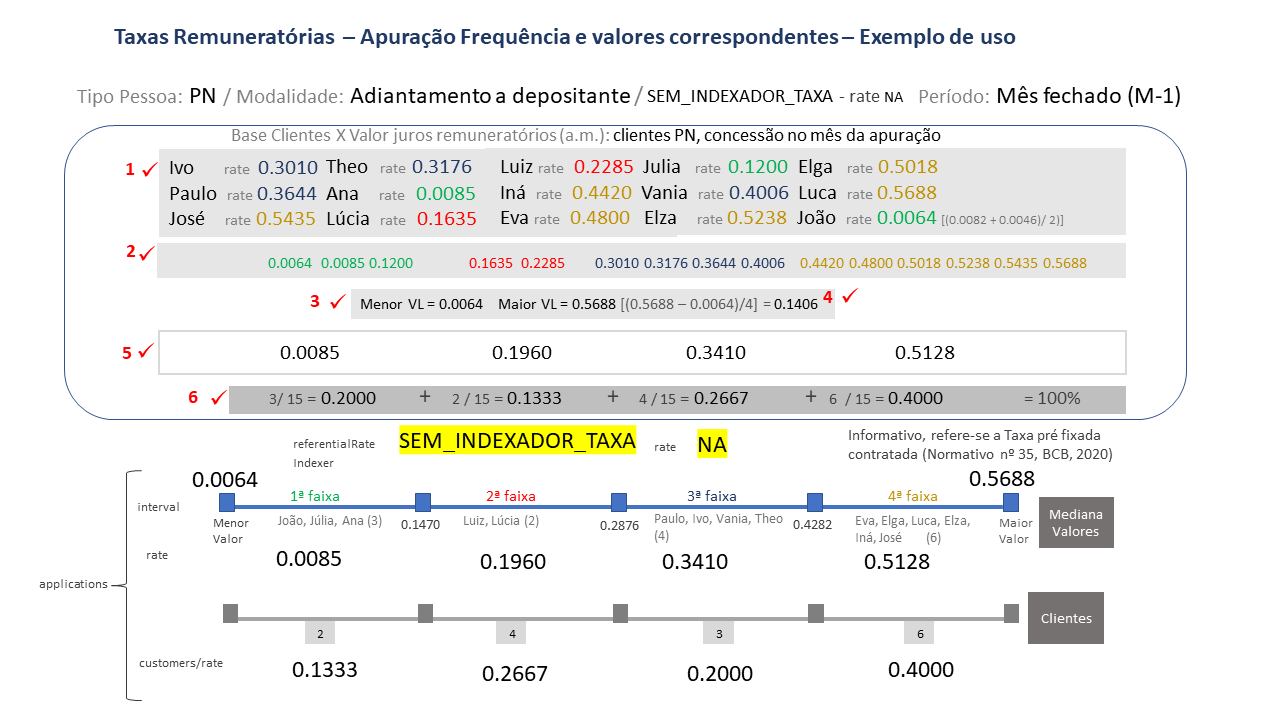 Taxas Remuneratórias – Apuração Frequência e valores correspondentes – Exemplo de uso
Tipo Pessoa: PN / Modalidade: Adiantamento a depositante / SEM_INDEXADOR_TAXA - rate NA Período: Mês fechado (M-1)
Base Clientes X Valor juros remuneratórios (a.m.): clientes PN, concessão no mês da apuração
1 ✓ Ivo rate 0.3010 Theo rate 0.3176 Luiz rate 0.2285 Julia rate 0.1200 Elga rate 0.5018
Paulo rate 0.3644 Ana rate 0.0085 Iná rate 0.4420 Vania rate 0.4006 Luca rate 0.5688
José rate 0.5435 Lúcia rate 0.1635 Eva rate 0.4800 Elza rate 0.5238 João rate 0.0064 [(0.0082 + 0.0046)/ 2)]
2 ✓ 0.0064 0.0085 0.1200 0.1635 0.2285 0.3010 0.3176 0.3644 0.4006 0.4420 0.4800 0.5018 0.5238 0.5435 0.5688
3 ✓ Menor VL = 0.0064 Maior VL = 0.5688 [(0.5688 – 0.0064)/4] = 0.1406 4 ✓
5 ✓ 0.0085 0.1960 0.3410 0.5128
6 ✓ 3/ 15 = 0.2000 + 2 / 15 = 0.1333 + 4 / 15 = 0.2667 + 6 / 15 = 0.4000 = 100%
referentialRate
Indexer
SEM_INDEXADOR_TAXA rate NA
Informativo, refere-se a Taxa pré fixada
contratada (Normativo nº 35, BCB, 2020)
0.0064 0.5688
interval 1ª faixa 2ª faixa 3ª faixa 4ª faixa
Menor
Valor
João, Júlia, Ana (3)
0.1470
Luiz, Lúcia (2)
0.2876
Paulo, Ivo, Vania, Theo
(4)
0.4282
Eva, Elga, Luca, Elza,
Iná, José (6)
Maior
Valor
Mediana
Valores
rate 0.0085 0.1960 0.3410 0.5128
applications
Clientes
2 4 3 6
customers/rate 0.1333 0.2667 0.2000 0.4000